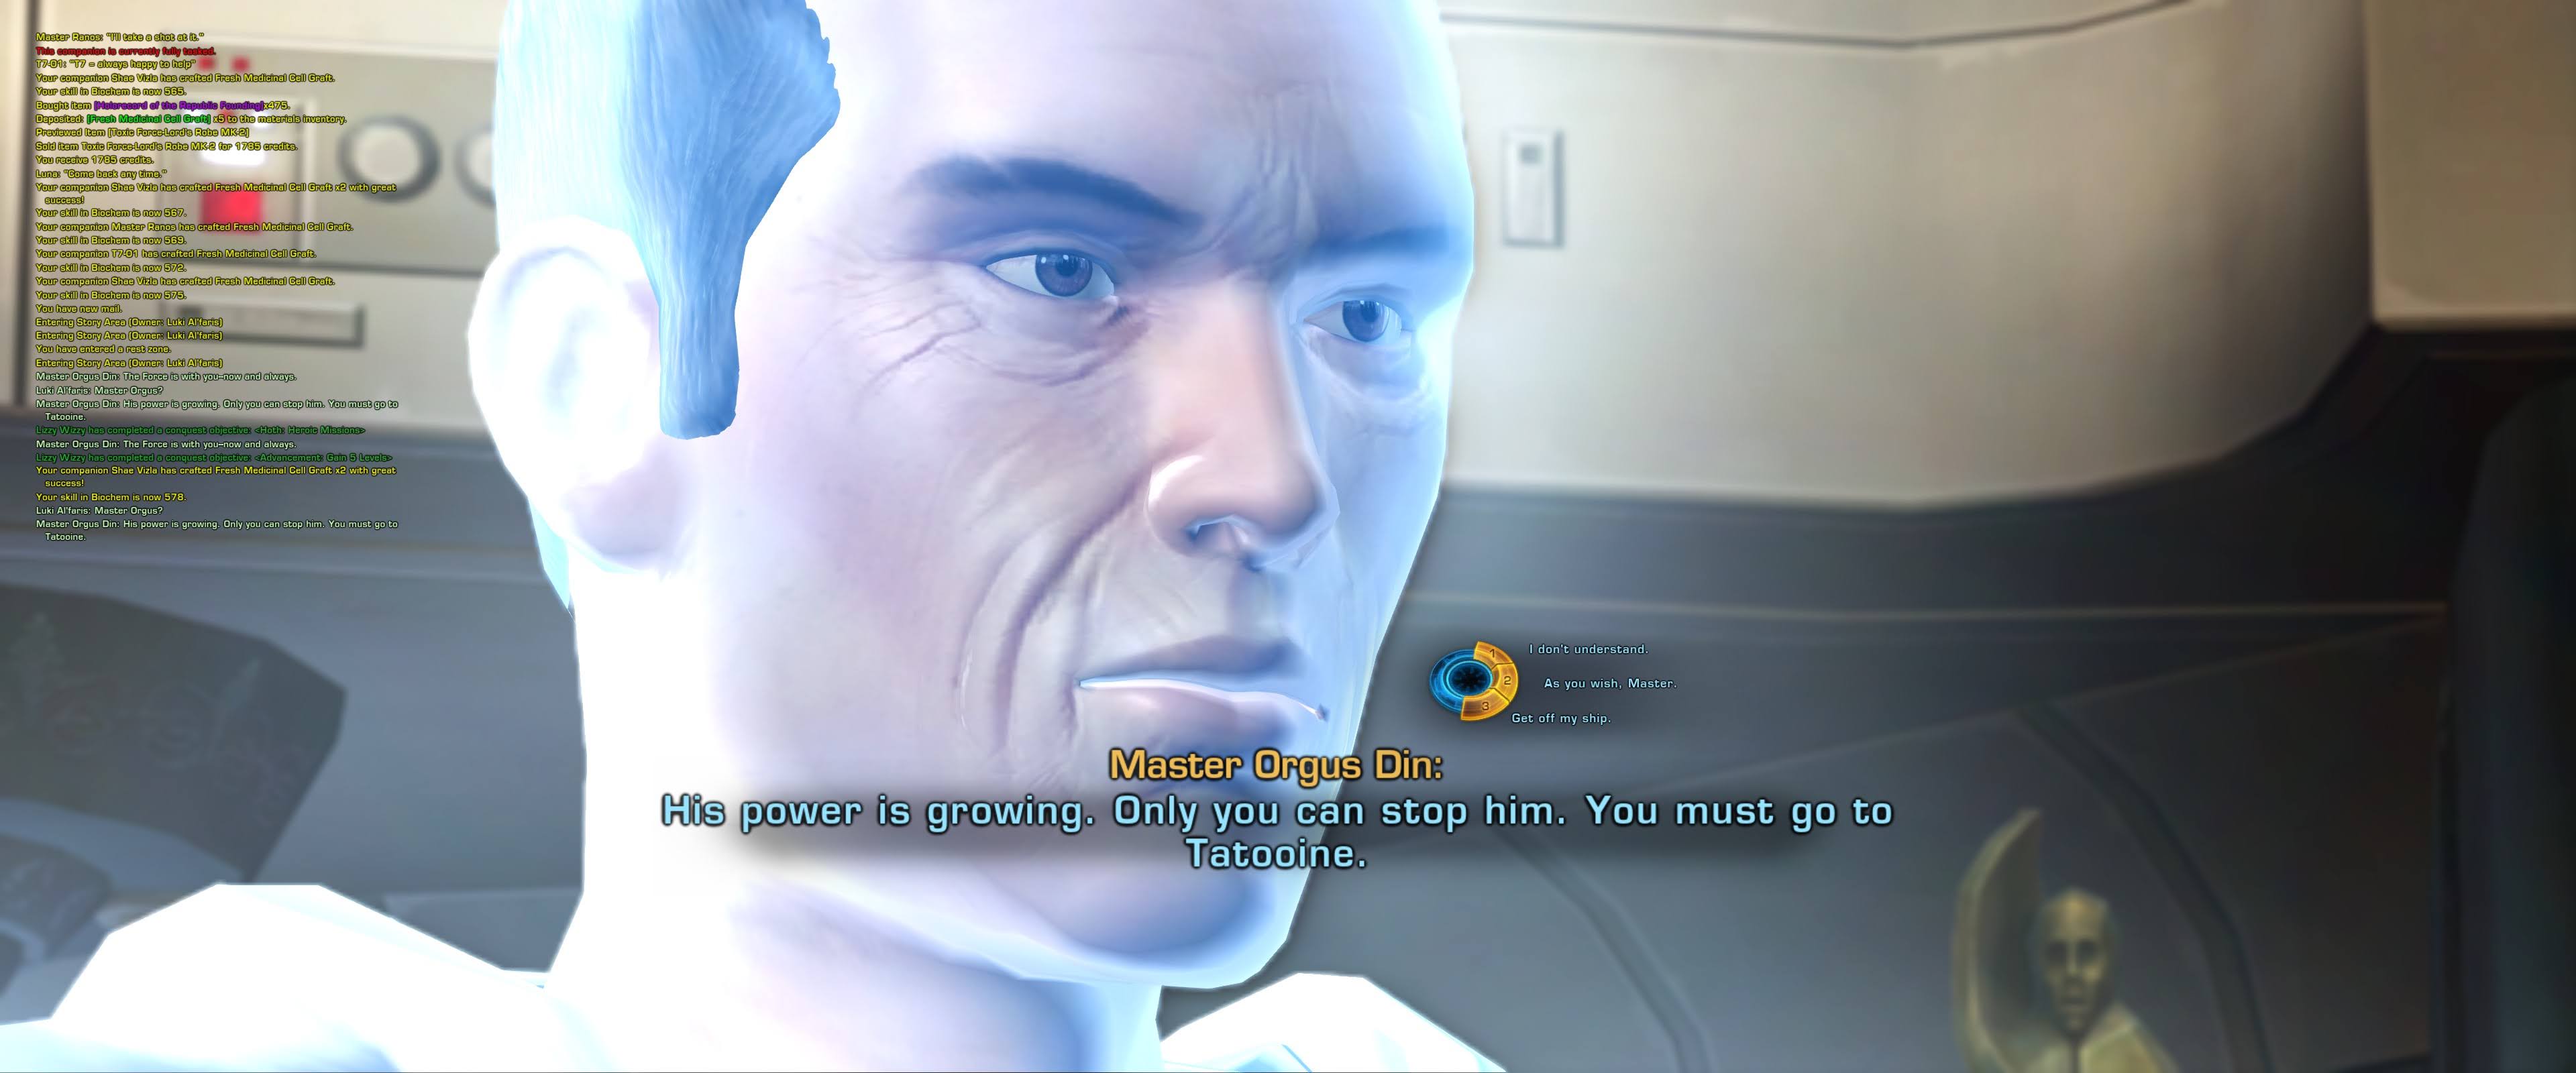 Master Ranos: "I'll take a shot at it."
This companion is currently fully tasked.
T7-01: "T7 = always happy to help"
Your companion Shae Vizla has crafted Fresh Medicinal Cell Graft.
Your skill in Biochem is now 565.
Bought item [Holorecord of the Republic Founding]x475.
Deposited: [Fresh Medicinal Cell Graft] x5 to the materials inventory.
Previewed Item [Toxic Force-Lord's Robe MK-2]
Sold item Toxic Force-Lord's Robe MK-2 for 1785 credits.
You receive 1785 credits.
Luna: "Come back any time."
Your companion Shae Vizla has crafted Fresh Medicinal Cell Graft x2 with great
success!
Your skill in Biochem is now 567.
Your companion Master Ranos has crafted Fresh Medicinal Cell Graft.
Your skill in Biochem is now 569.
Your companion T7-01 has crafted Fresh Medicinal Cell Graft.
Your skill in Biochem is now 572.
Your companion Shae Vizla has crafted Fresh Medicinal Cell Graft.
Your skill in Biochem is now 575.
You have new mail.
Entering Story Area (Owner: Luki Al'faris)
Entering Story Area (Owner: Luki Al'faris)
You have entered a rest zone.
Entering Story Area (Owner: Luki Al'faris)
Master Orgus Din: The Force is with you–now and always.
Luki Al'faris: Master Orgus?
Master Orgus Din: His power is growing. Only you can stop him. You must go to
Tatooine.
Lizzy Wizzy has completed a conquest objective: <Hoth: Heroic Missions>
Master Orgus Din: The Force is with you–now and always.
Lizzy Wizzy has completed a conquest objective: <Advancement: Gain 5 Levels>
Your companion Shae Vizla has crafted Fresh Medicinal Cell Graft x2 with great
success!
Your skill in Biochem is now 578.
Luki Al'faris: Master Orgus?
Master Orgus Din: His power is growing. Only you can stop him. You must go to
Tatooine.
1 I don't understand.
2 As you wish, Master.
3 Get off my ship.
Master Orgus Din:
His power is growing. Only you can stop him. You must go to
Tatooine.